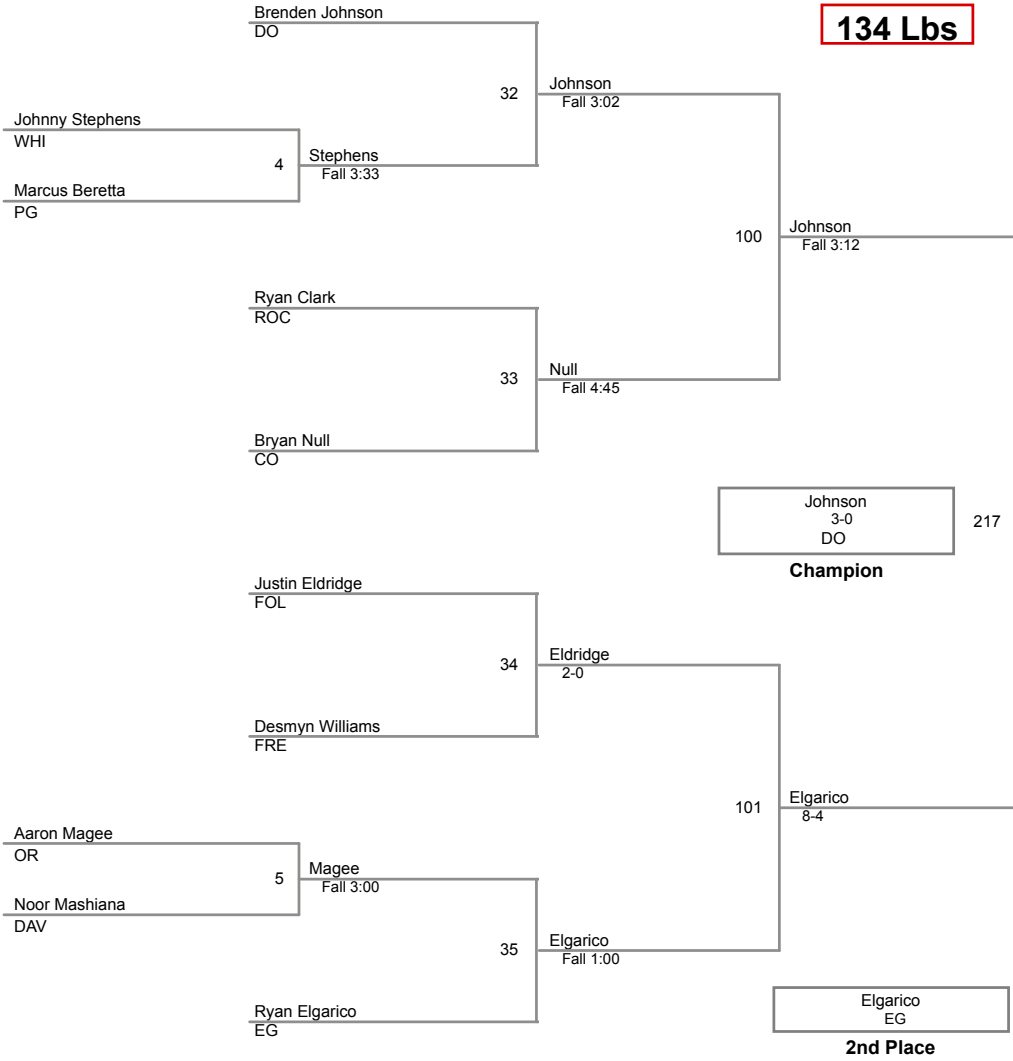 Brenden Johnson
DO
134 Lbs
32
Johnson
Fall 3:02
Johnny Stephens
WHI
4
Stephens
Fall 3:33
Marcus Beretta
PG
100
Johnson
Fall 3:12
Ryan Clark
ROC
33
Null
Fall 4:45
Bryan Null
CO
Johnson
3-0
DO
217
Champion
Justin Eldridge
FOL
34
Eldridge
2-0
Desmyn Williams
FRE
101
Elgarico
8-4
Aaron Magee
OR
5
Magee
Fall 3:00
Noor Mashiana
DAV
35
Elgarico
Fall 1:00
Ryan Elgarico
EG
Elgarico
EG
2nd Place